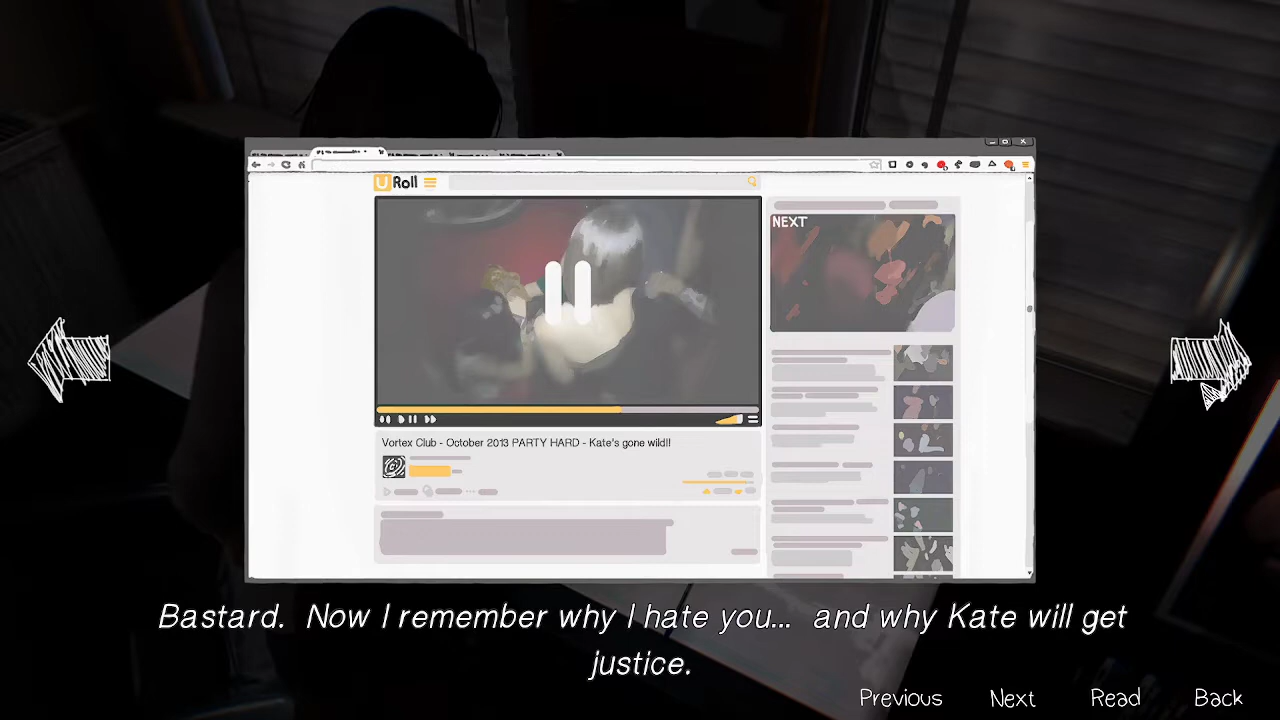 U Roll
NEXT
Vortex Club - October 2013 PARTY HARD - Kate's gone wild!!
Bastard. Now I remember why I hate you... and why Kate will get
justice.
Previous Next Read Back